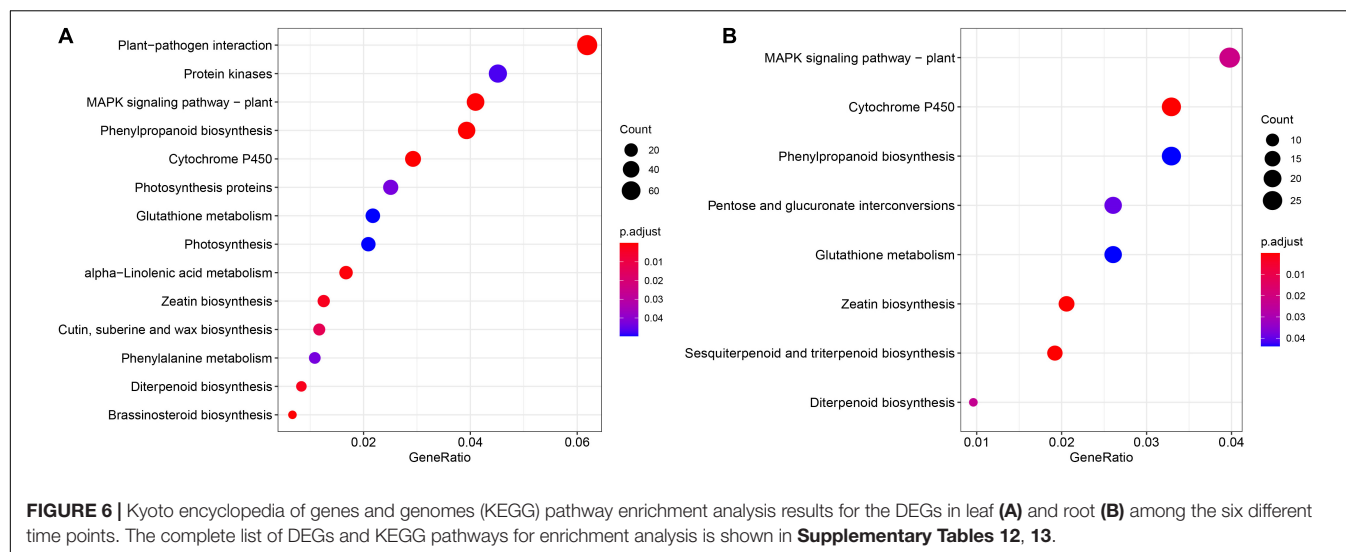 A
Plant−pathogen interaction
Protein kinases
MAPK signaling pathway − plant
Phenylpropanoid biosynthesis
Cytochrome P450
Photosynthesis proteins
Glutathione metabolism
Photosynthesis
alpha−Linolenic acid metabolism
Zeatin biosynthesis
Cutin, suberine and wax biosynthesis
Phenylalanine metabolism
Diterpenoid biosynthesis
Brassinosteroid biosynthesis
0.02 0.04 0.06
GeneRatio
Count
20
40
60
p.adjust
0.01
0.02
0.03
0.04
B
MAPK signaling pathway − plant
Cytochrome P450
Phenylpropanoid biosynthesis
Pentose and glucuronate interconversions
Glutathione metabolism
Zeatin biosynthesis
Sesquiterpenoid and triterpenoid biosynthesis
Diterpenoid biosynthesis
0.01 0.02 0.03 0.04
GeneRatio
Count
10
15
20
25
p.adjust
0.01
0.02
0.03
0.04
FIGURE 6 | Kyoto encyclopedia of genes and genomes (KEGG) pathway enrichment analysis results for the DEGs in leaf (A) and root (B) among the six different
time points. The complete list of DEGs and KEGG pathways for enrichment analysis is shown in Supplementary Tables 12, 13.